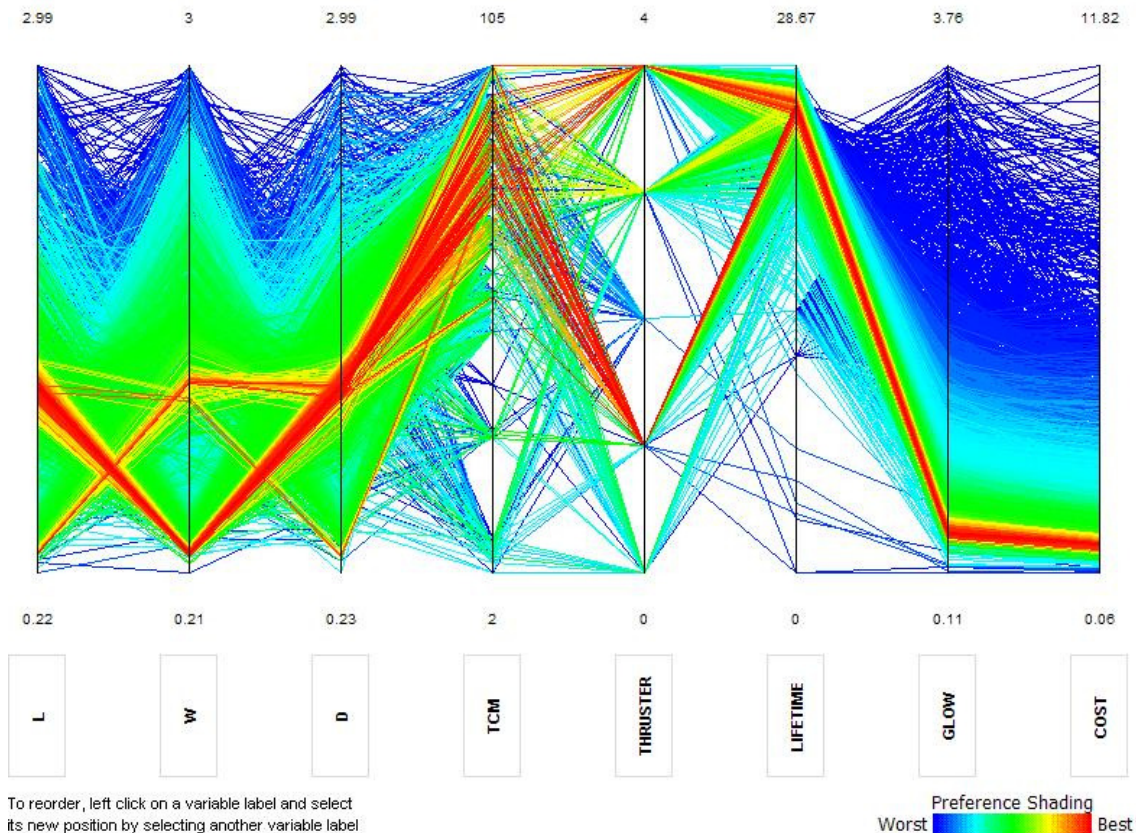 2.99 3 2.99 105 4 28.67 3.76 11.82
0.22 0.21 0.23 2 0 0 0.11 0.06
L W D TCM THRUSTER LIFETIME GLOW COST
To reorder, left click on a variable label and select
its new position by selecting another variable label
Preference Shading
Worst Best